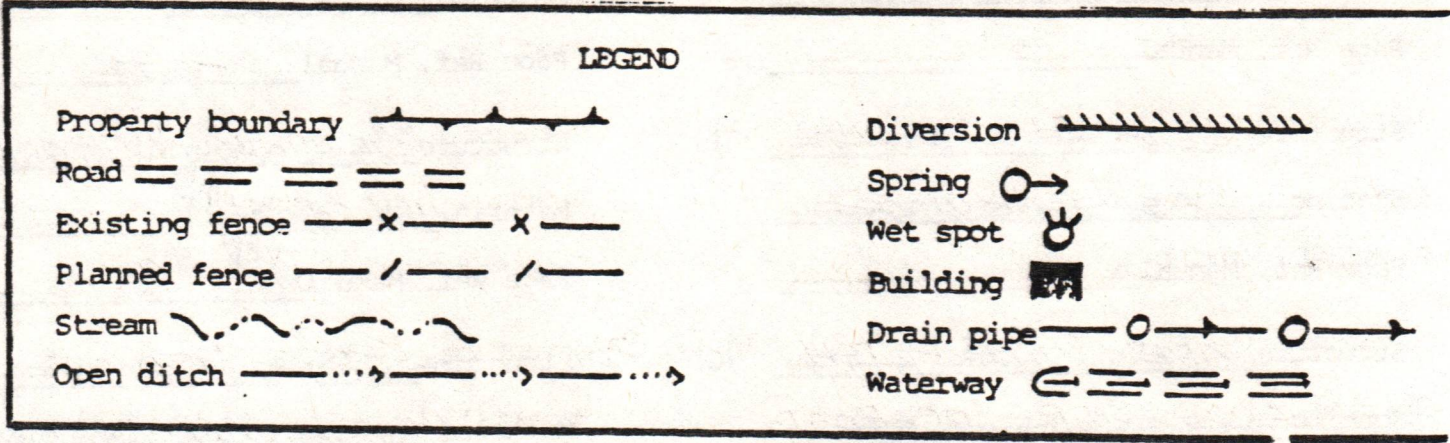 LEGEND
Property boundary
Road
Existing fence
Planned fence
Stream
Open ditch
Diversion
Spring
Wet spot
Building
Drain pipe
Waterway